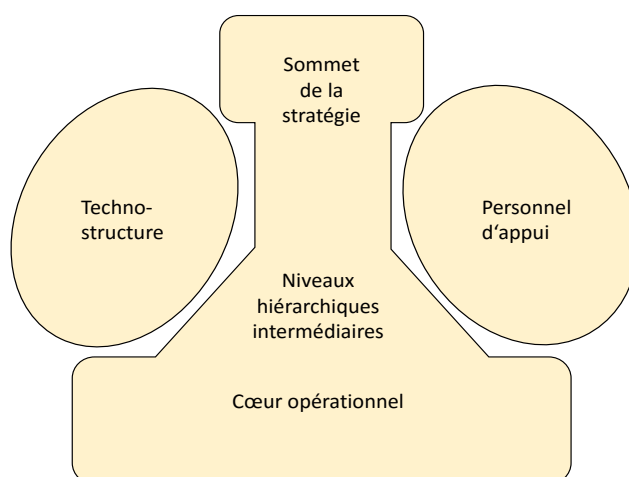 Sommet
de la
stratégie
Techno-
structure
Personnel
d‘appui
Niveaux
hiérarchiques
intermédiaires
Cœur opérationnel